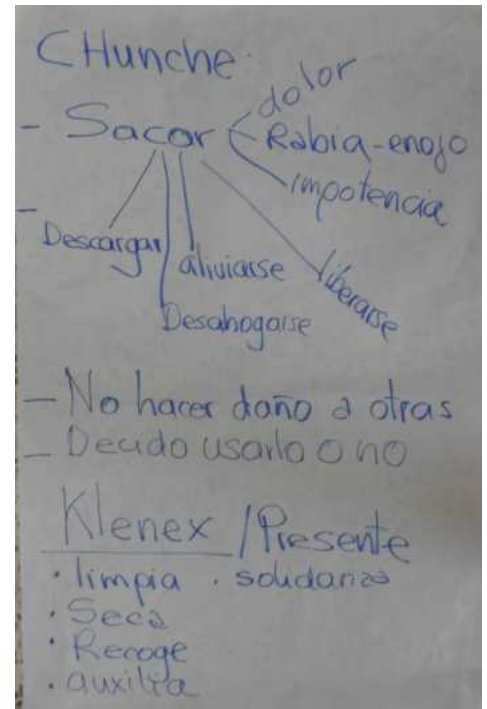 CHunche.
dolor
- Sacar Rabia-enojo
impotencia
-
Descargar aliviarse liberarse
Desahogarse
- No hacer daño a otras
- Decido usarlo o no
Klenex / Presente
· limpia · solidariza
· Seca
· Recoge
· auxilia